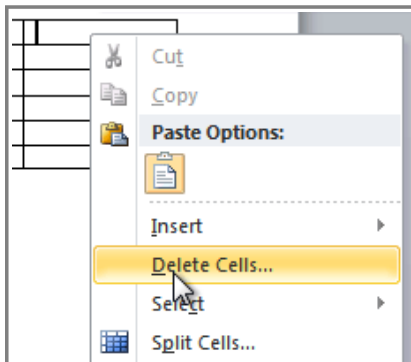 Cut
Copy
Paste Options:
Insert
Delete Cells...
Select
Split Cells...